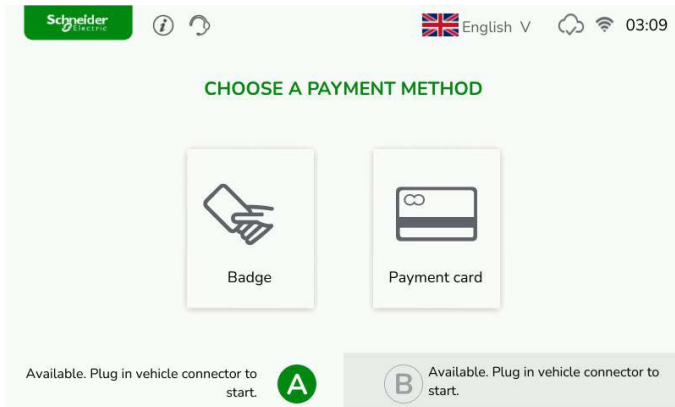 Schneider
Electric
i
English V
03:09
CHOOSE A PAYMENT METHOD
Badge
Payment card
Available. Plug in vehicle connector to
start.
A
B
Available. Plug in vehicle connector to
start.